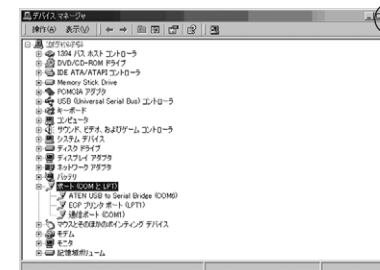 デバイス マネージャ
操作(A) 表示(V)
1394 バス ホスト コントローラ
DVD/CD-ROM ドライブ
IDE ATA/ATAPI コントローラ
Memory Stick Drive
PCMCIA アダプタ
USB (Universal Serial Bus) コントローラ
キーボード
コンピュータ
サウンド、ビデオ、およびゲーム コントローラ
システム デバイス
ディスク ドライブ
ディスプレイ アダプタ
ネットワーク アダプタ
バッテリ
ポート (COM と LPT)
ATEN USB to Serial Bridge (COM6)
ECP プリンタ ポート (LPT1)
通信ポート (COM1)
マウスとそのほかのポインティング デバイス
モデム
モニタ
記憶域ボリューム